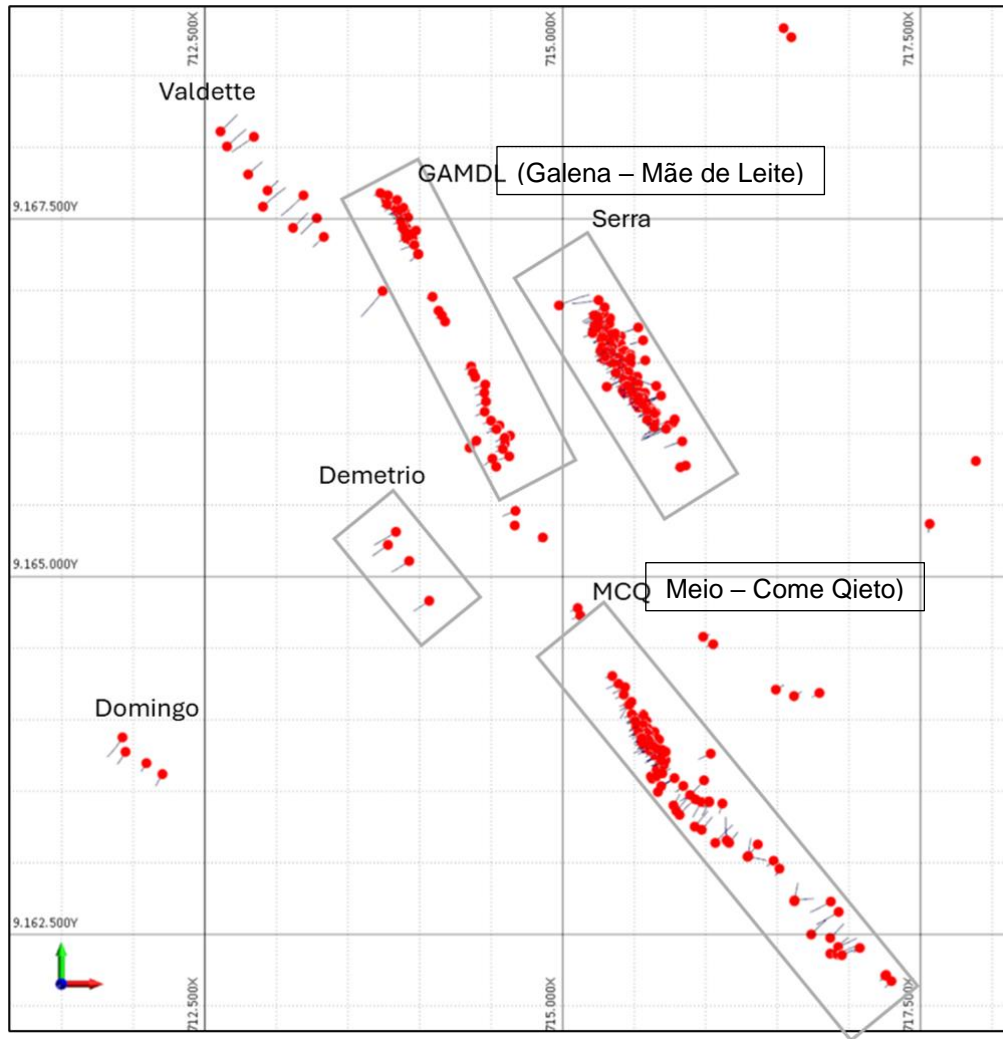 712.500X
715.000X
717.500X
Valdette
GAMDL (Galena – Mãe de Leite)
9.167.500Y
Serra
Demetrio
9.165.000Y
MCQ Meio – Come Qieto)
Domingo
9.162.500Y
712.500X
715.000X
717.500X